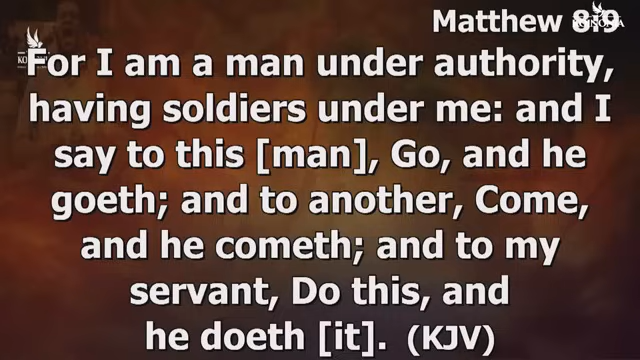 Matthew 8:9
For I am a man under authority,
having soldiers under me: and I
say to this [man], Go, and he
goeth; and to another, Come,
and he cometh; and to my
servant, Do this, and
he doeth [it]. (KJV)